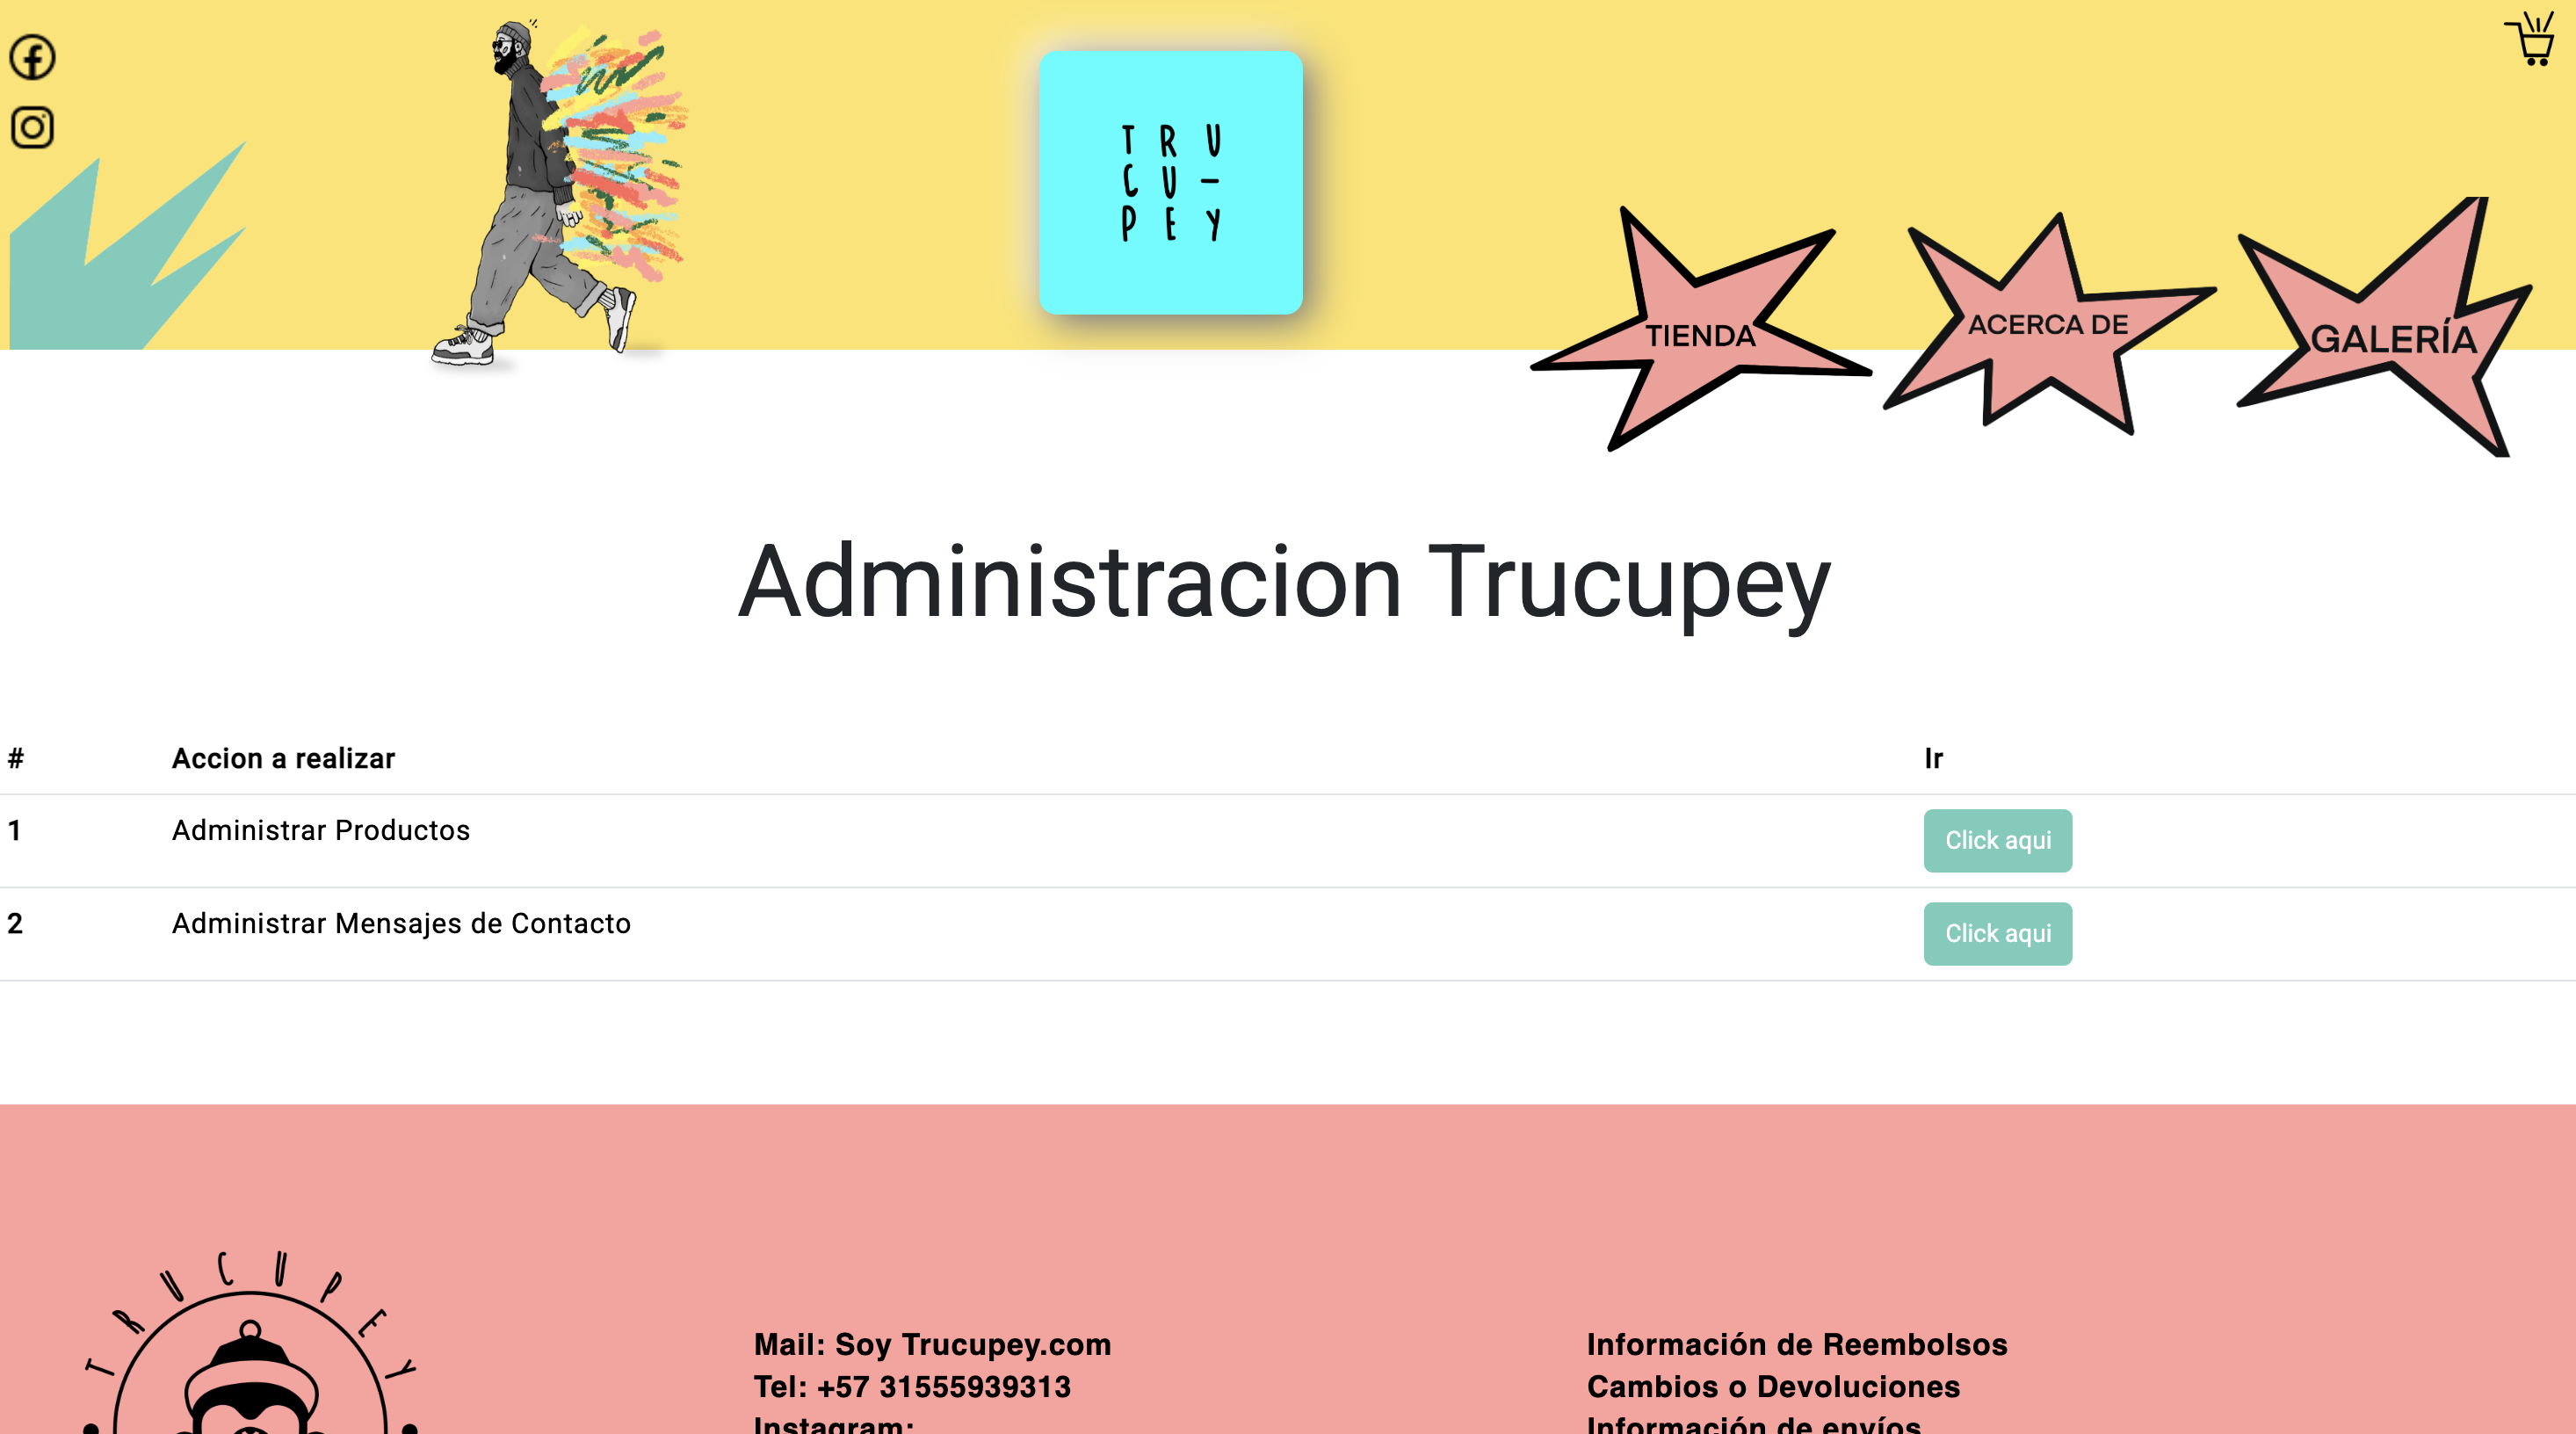 T R U
C U –
P E Y
TIENDA
ACERCA DE
GALERÍA
Administracion Trucupey
# Accion a realizar Ir
1 Administrar Productos Click aqui
2 Administrar Mensajes de Contacto Click aqui
TRUCUPEY
Mail: Soy Trucupey.com
Tel: +57 31555939313
Instagram:
Información de Reembolsos
Cambios o Devoluciones
Información de envíos